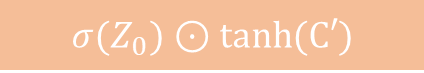 σ(Z₀) ⊙ tanh(C′)